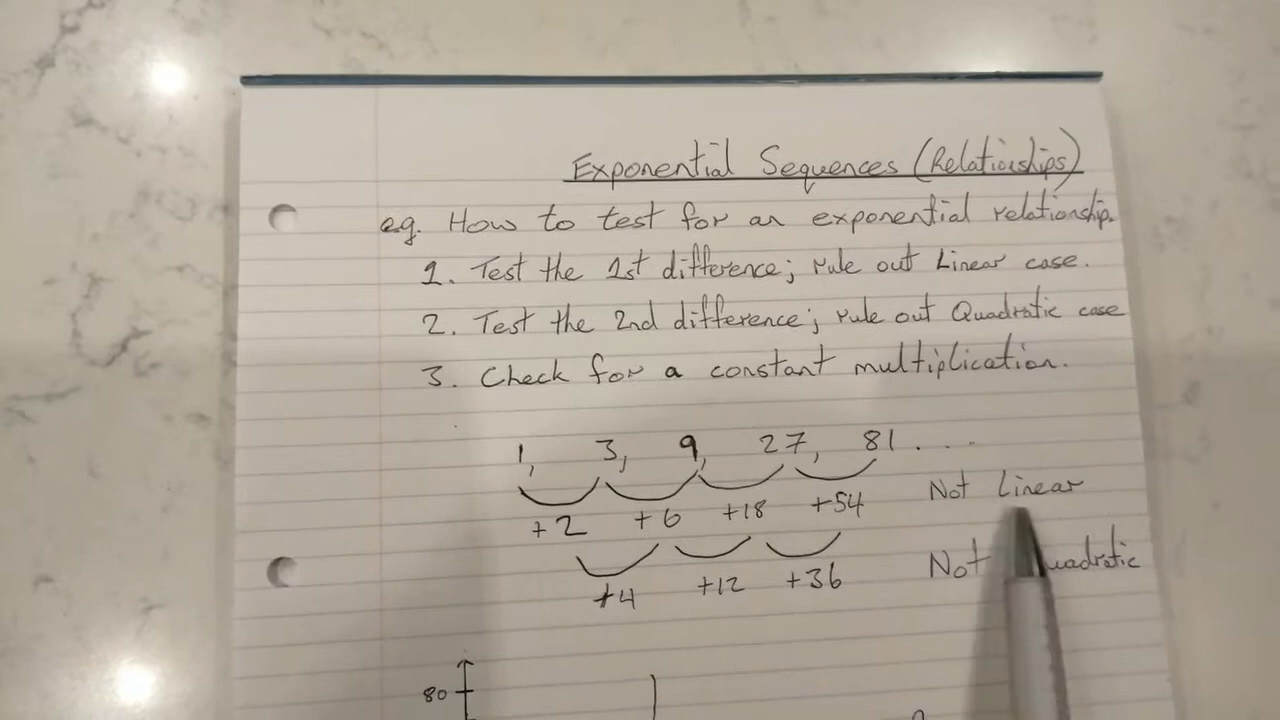 Exponential Sequences (Relationships)
eg. How to test for an exponential relationship.
1. Test the 1st difference; rule out Linear case.
2. Test the 2nd difference; rule out Quadratic case
3. Check for a constant multiplication.
1, 3, 9, 27, 81 . . . .
+2 +6 +18 +54 Not Linear
+4 +12 +36 Not uadratic
80